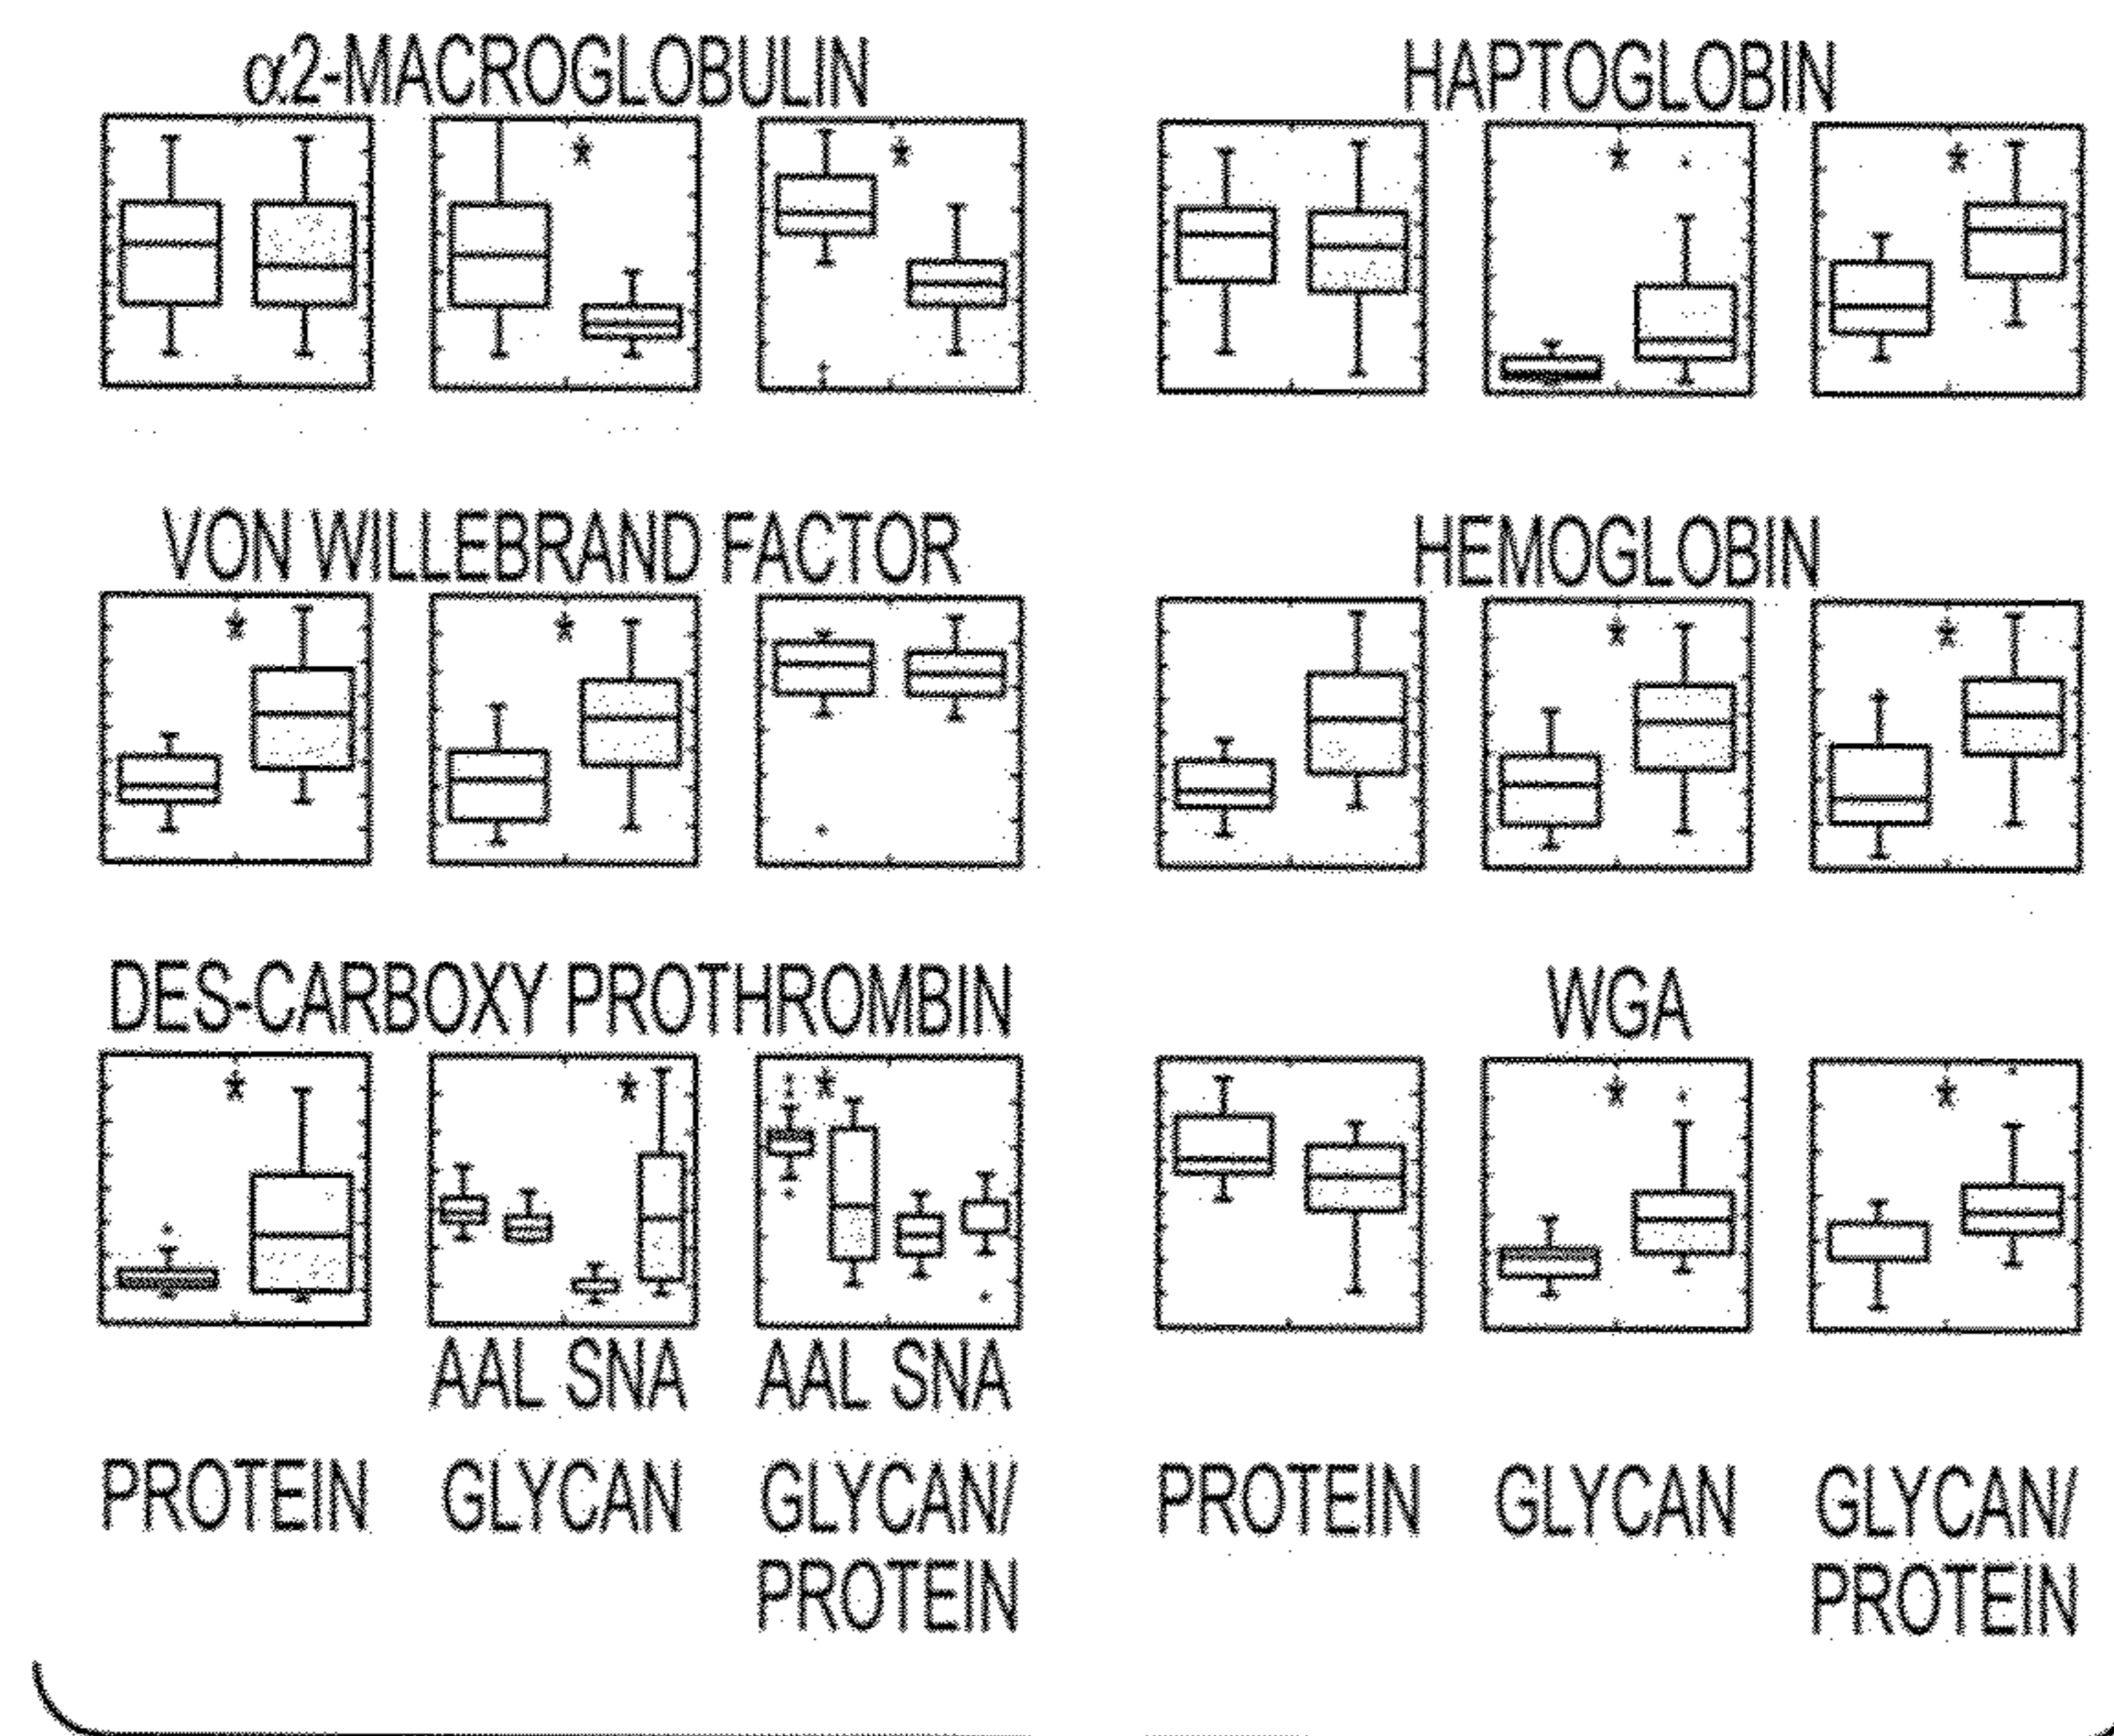 α2-MACROGLOBULIN
HAPTOGLOBIN
* *
* *
VON WILLEBRAND FACTOR
HEMOGLOBIN
* *
* *
DES-CARBOXY PROTHROMBIN
WGA
* * *
* *
AAL SNA AAL SNA
PROTEIN GLYCAN GLYCAN/
PROTEIN
PROTEIN GLYCAN GLYCAN/
PROTEIN